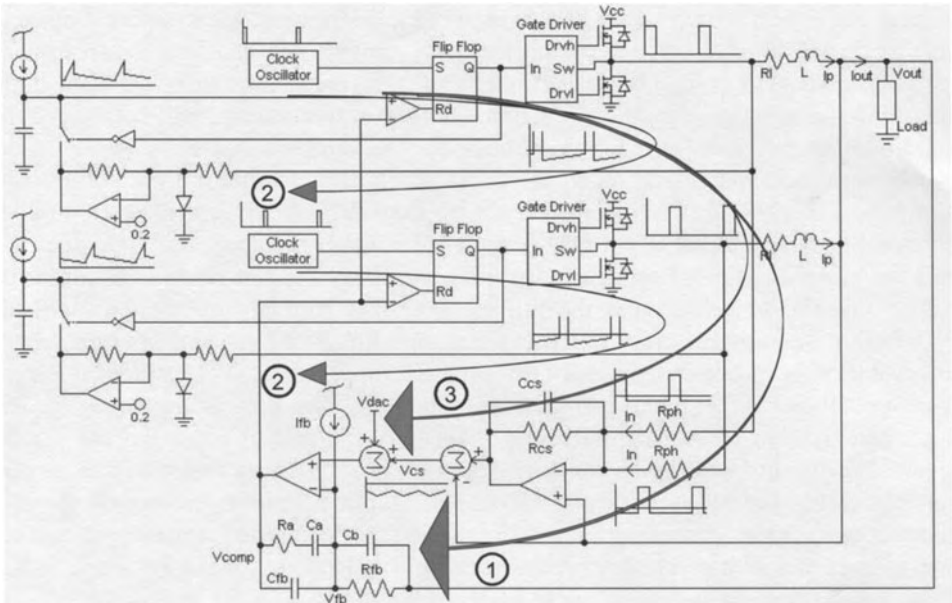 Vcc
Gate Driver
Flip Flop
Clock
Oscillator
S Q
Rd
In
Drvh
Sw
Drvl
Rl
L
Ip
Iout
Vout
Load
2
0.2
Vcc
Gate Driver
Flip Flop
Clock
Oscillator
S Q
Rd
In
Drvh
Sw
Drvl
Rl
L
Ip
2
0.2
3
Vdac
Ifb
+
+
Σ
Vcs
Σ
+
-
Ccs
Rcs
In
Rph
In
Rph
+
-
-
+
Ra
Ca
Cb
Vcomp
Cfb
Rfb
Vfb
1